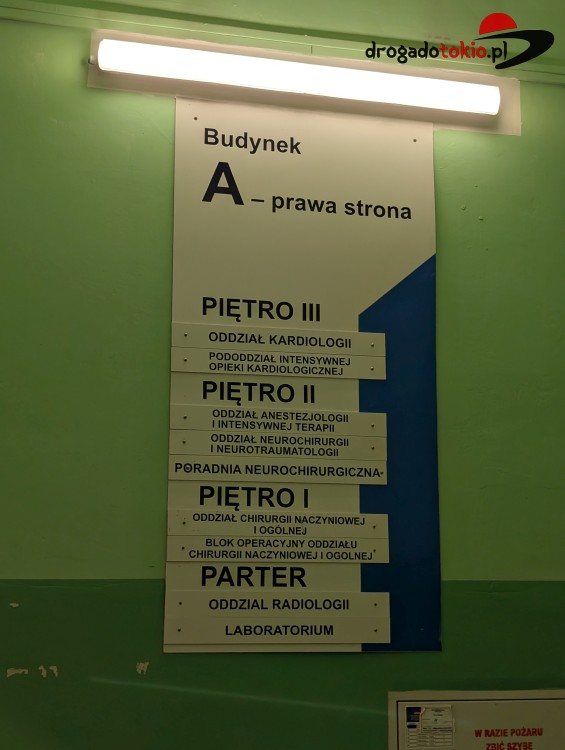 drogadotokio.pl
Budynek
A – prawa strona
PIĘTRO III
ODDZIAŁ KARDIOLOGII
PODODDZIAŁ INTENSYWNEJ
OPIEKI KARDIOLOGICZNEJ
PIĘTRO II
ODDZIAŁ ANESTEZJOLOGII
I INTENSYWNEJ TERAPII
ODDZIAŁ NEUROCHIRURGII
I NEUROTRAUMATOLOGII
PORADNIA NEUROCHIRURGICZNA
PIĘTRO I
ODDZIAŁ CHIRURGII NACZYNIOWEJ
I OGÓLNEJ
BLOK OPERACYJNY ODDZIAŁU
CHIRURGII NACZYNIOWEJ I OGOLNEJ
PARTER
ODDZIAL RADIOLOGII
LABORATORIUM
W RAZIE POŻARU
ZBIĆ SZYBĘ